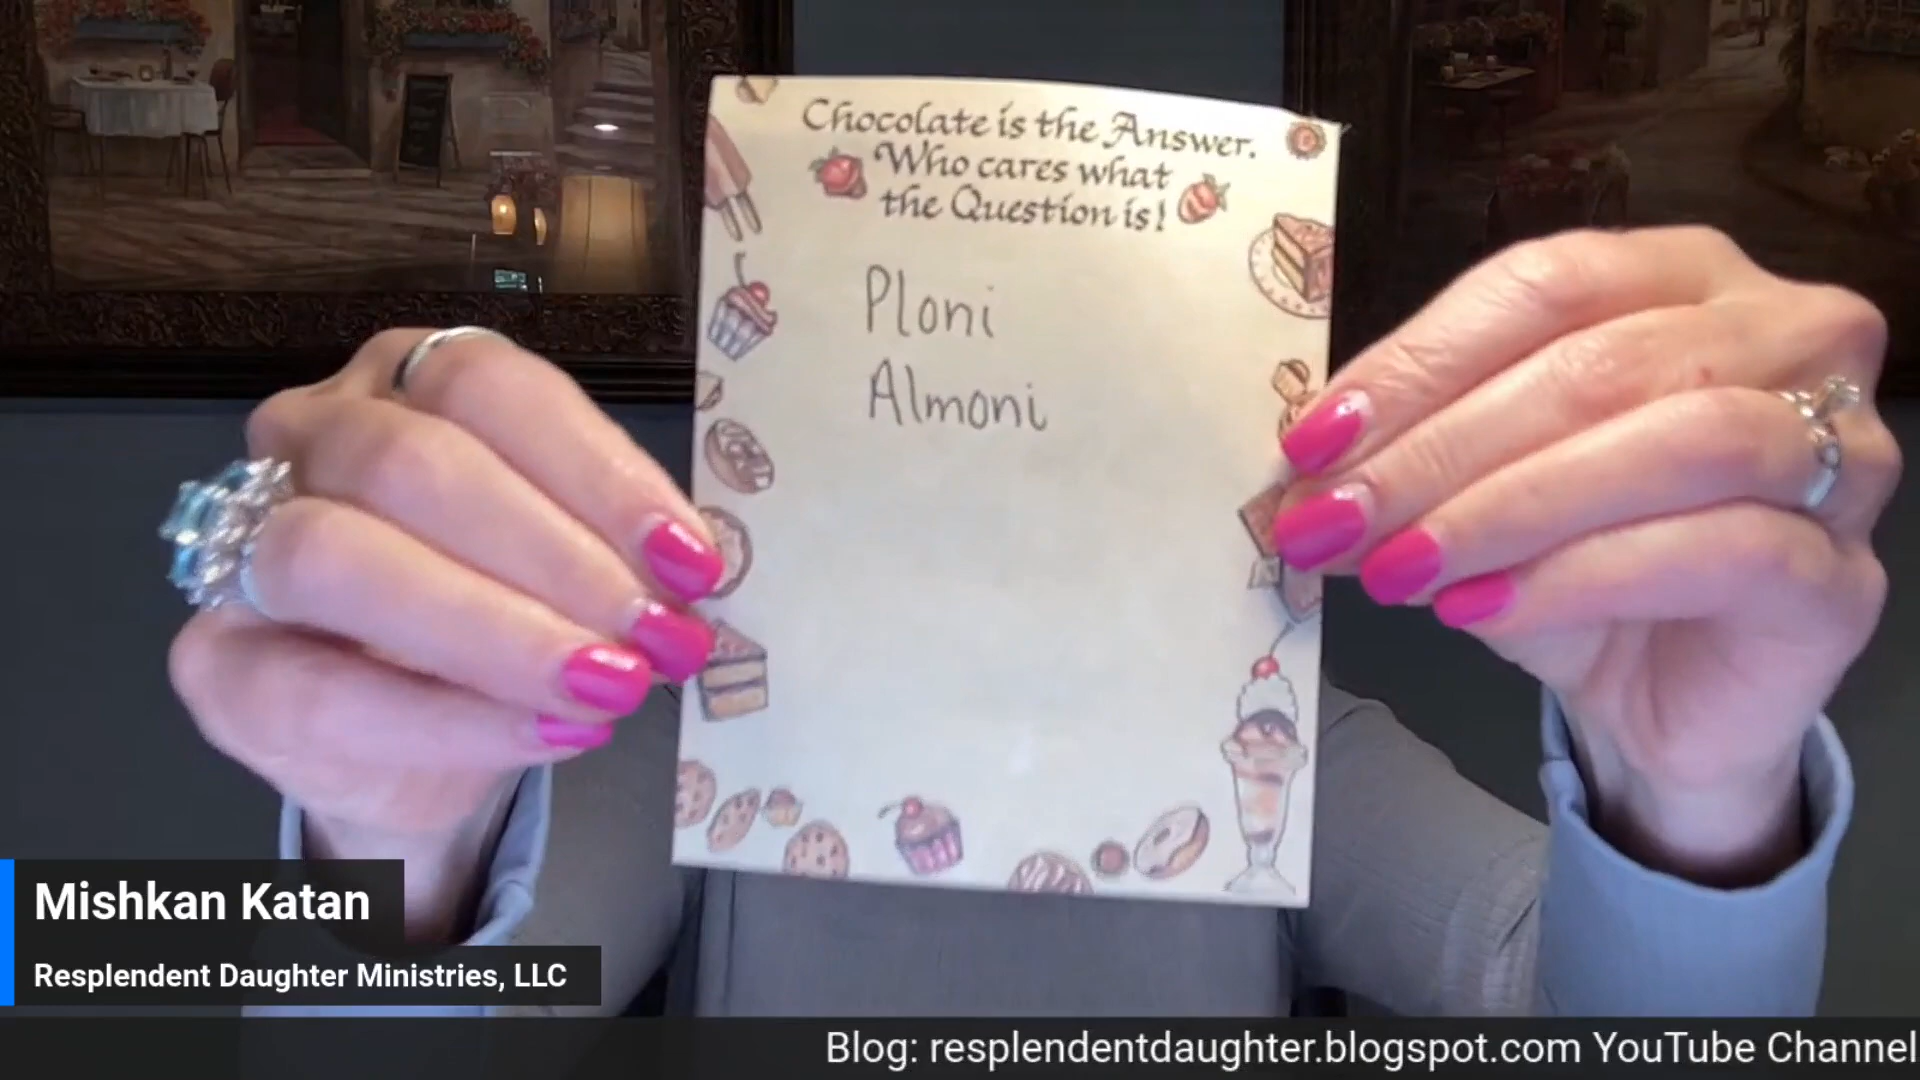 Chocolate is the Answer.
Who cares what
the Question is!
Ploni
Almoni
Mishkan Katan
Resplendent Daughter Ministries, LLC
Blog: resplendentdaughter.blogspot.com YouTube Channel